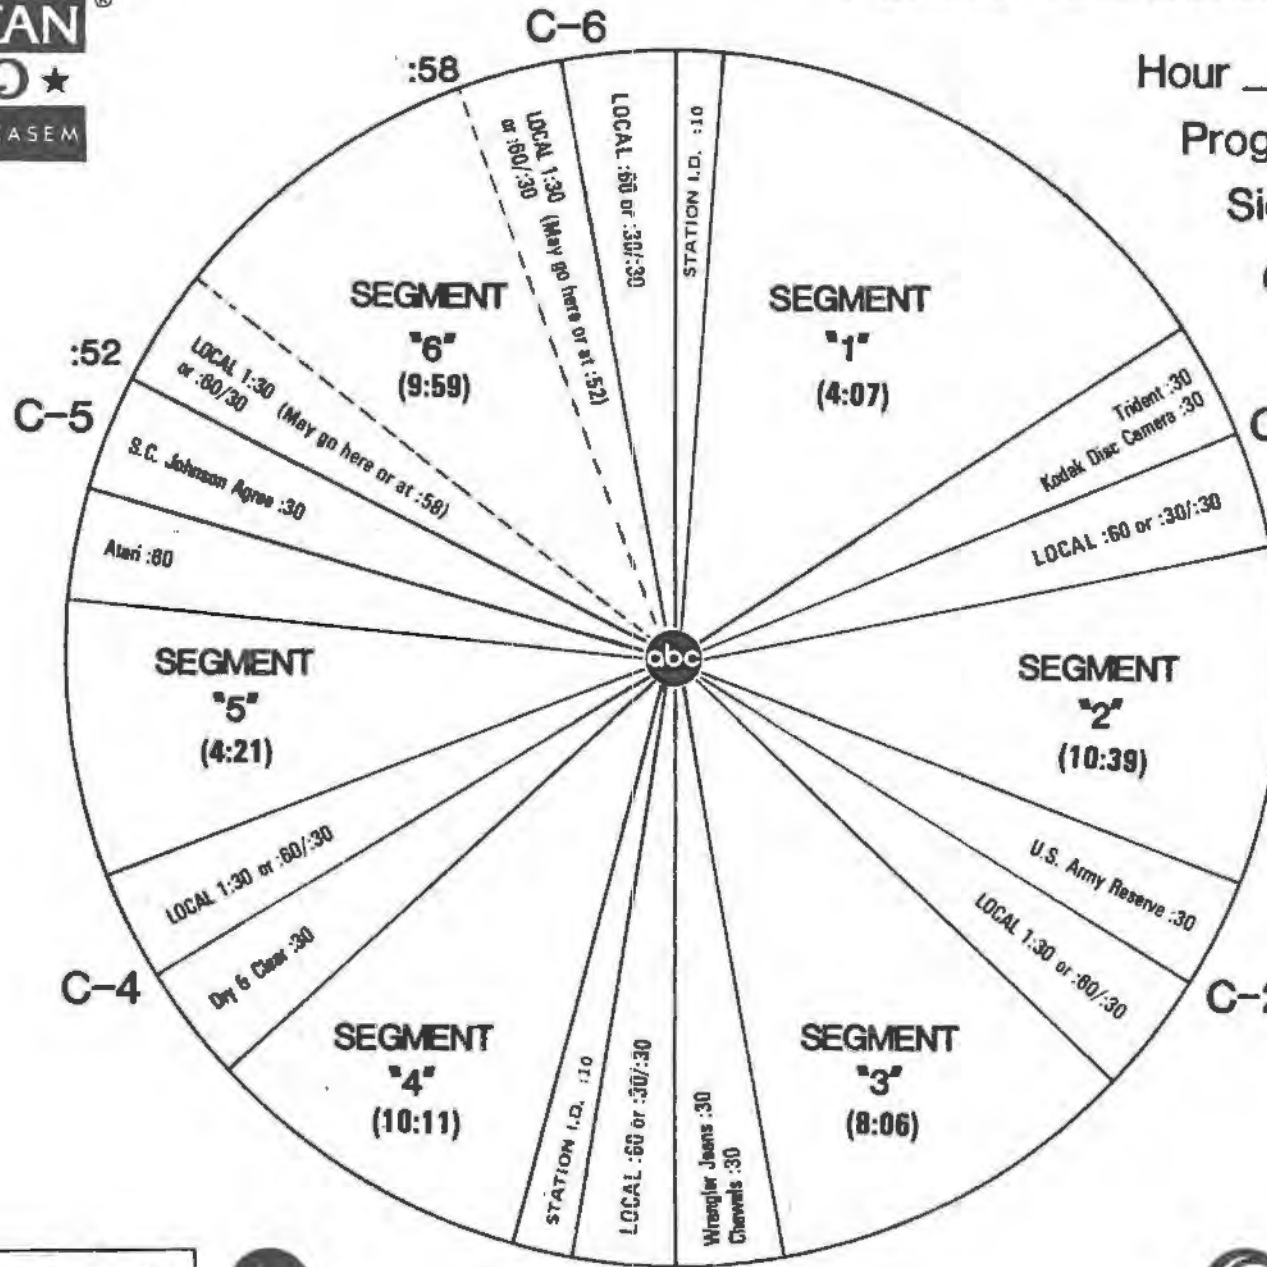 C-6
:58
Hour
ASEM
LOCAL 1:30 (May go here or at :52)
or :60/:30
LOCAL :60 or :30/:30
STATION I.D. :10
SEGMENT
"6"
(9:59)
SEGMENT
"1"
(4:07)
:52
C-5
LOCAL 1:30 (May go here or at :58)
or :60/30
S.C. Johnson Agree :30
Atari :60
Trident :30
Kodak Disc Camera :30
LOCAL :60 or :30/:30
abc
SEGMENT
"5"
(4:21)
SEGMENT
"2"
(10:39)
LOCAL 1:30 or :60/:30
Dry & Clear :30
C-4
U.S. Army Reserve :30
LOCAL 1:30 or :60/:30
C-2
SEGMENT
"4"
(10:11)
SEGMENT
"3"
(8:06)
STATION I.D. :10
LOCAL :60 or :30/:30
Wrangler Jeans :30